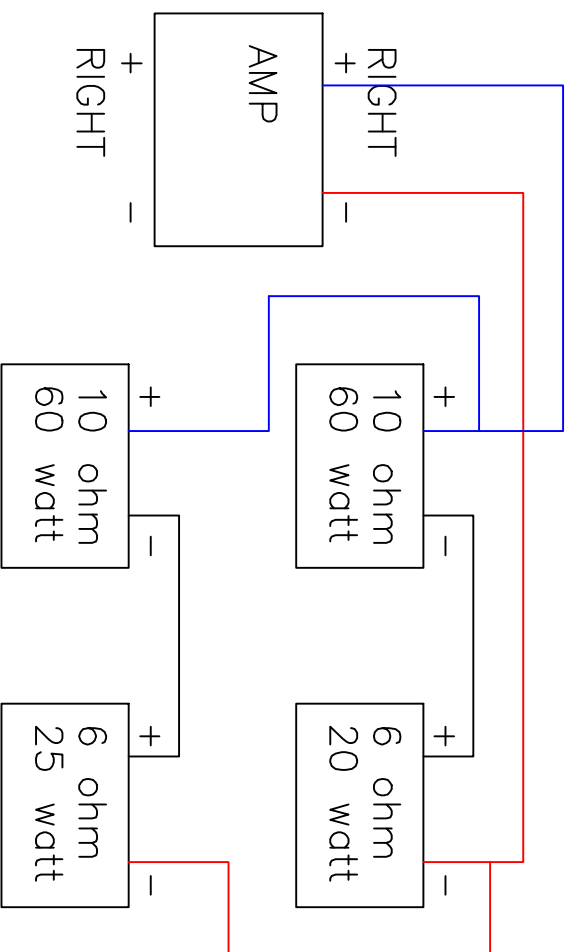 + RIGHT -
AMP
+ RIGHT -
+ -
10 ohm
60 watt
+ -
6 ohm
20 watt
+ -
10 ohm
60 watt
+ -
6 ohm
25 watt